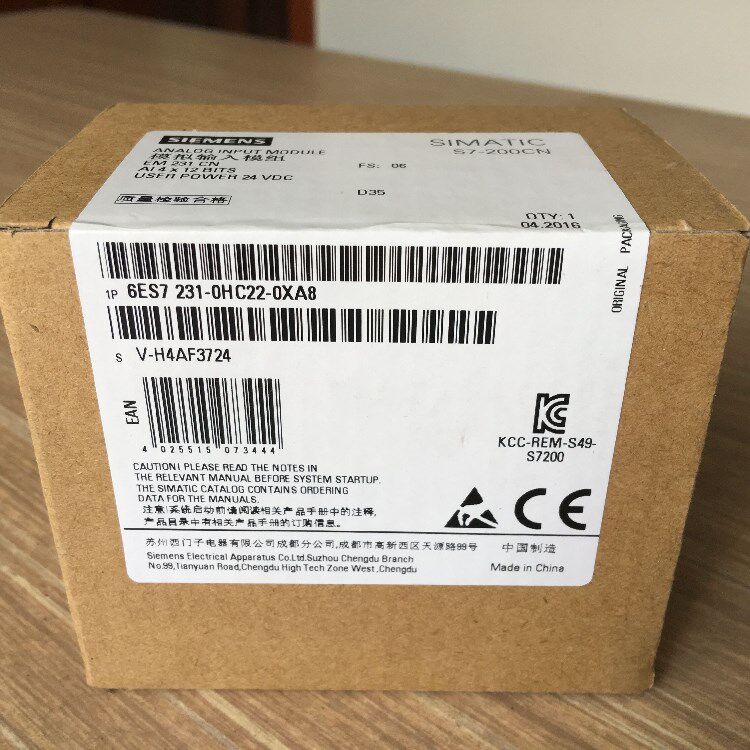 SIEMENS
ANALOG INPUT MODULE
模拟输入模组
EM 231 CN
AI 4 x 12 BITS
USER POWER 24 VDC
质量检验合格
FS: 06
D35
SIMATIC
S7-200CN
QTY: 1
04.2016
ORIGINAL PACKAGING
1P 6ES7 231-0HC22-0XA8
S V-H4AF3724
EAN
4 025515 073444
KCC-REM-S49-
S7200
CAUTION! PLEASE READ THE NOTES IN
THE RELEVANT MANUAL BEFORE SYSTEM STARTUP.
THE SIMATIC CATALOG CONTAINS ORDERING
DATA FOR THE MANUALS.
注意!系统启动前请阅读相关产品手册中的注释,
产品目录中有相关产品手册的订购信息。
CE
苏州西门子电器有限公司成都分公司,成都市高新西区天源路99号
Siemens Electrical Apparatus Co.Ltd.Suzhou Chengdu Branch
No.99,Tianyuan Road,Chengdu High Tech Zone West,Chengdu
中国制造
Made in China